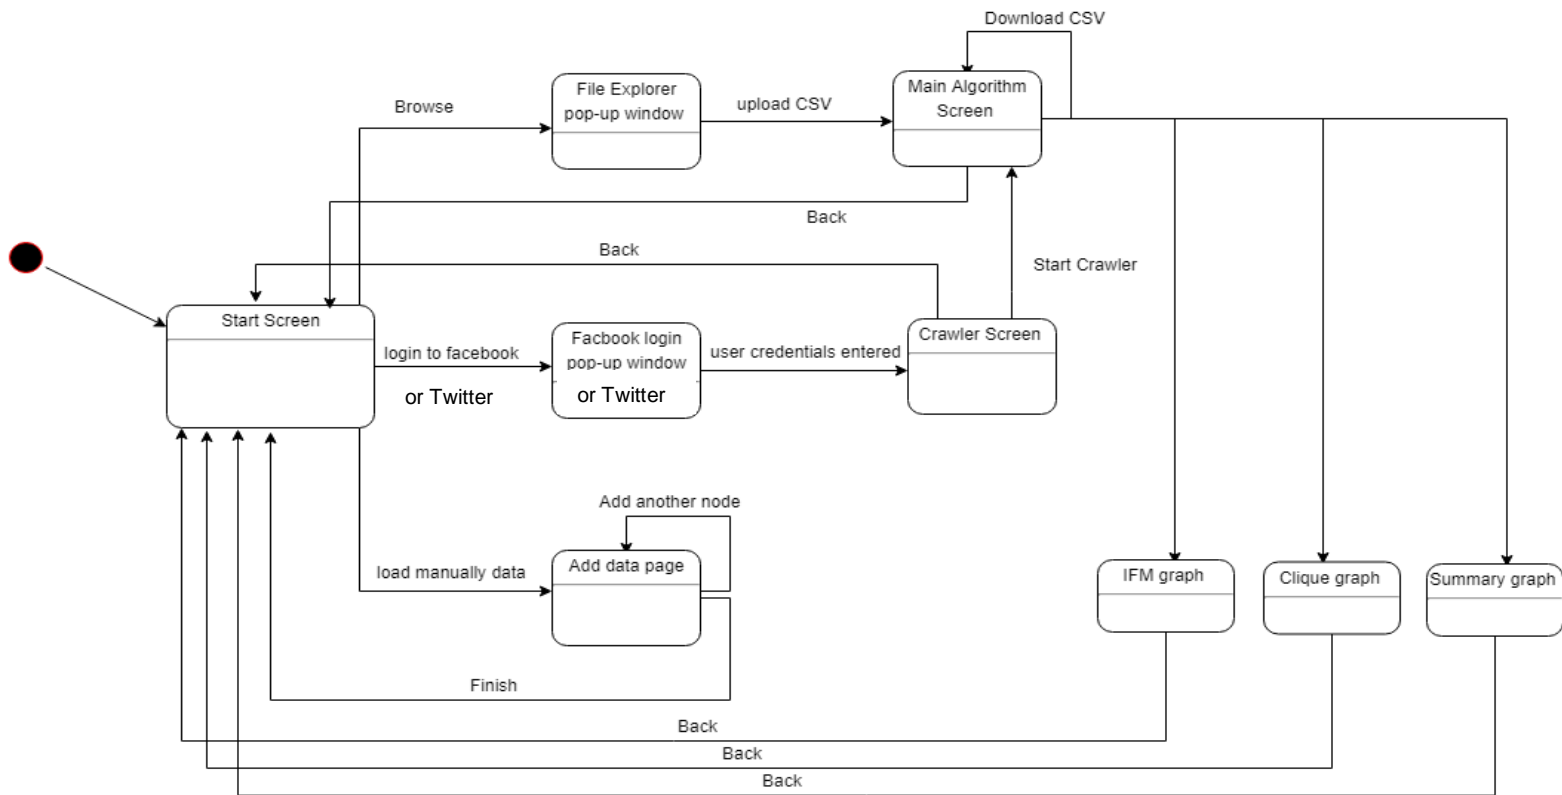 Download CSV
File Explorer
pop-up window
Main Algorithm
Screen
Browse
upload CSV
Back
Back
Start Crawler
Start Screen
Facbook login
pop-up window
or Twitter
Crawler Screen
login to facebook
or Twitter
user credentials entered
Add another node
Add data page
load manually data
IFM graph
Clique graph
Summary graph
Finish
Back
Back
Back